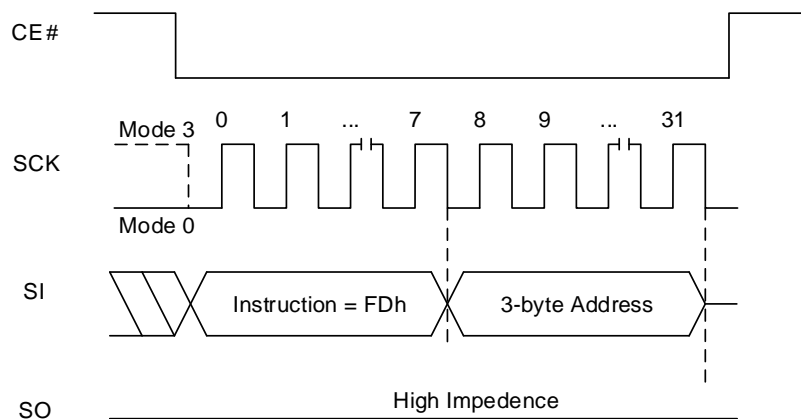 CE#
0 1 ... 7 8 9 ... 31
Mode 3
SCK
Mode 0
SI
Instruction = FDh
3-byte Address
High Impedence
SO